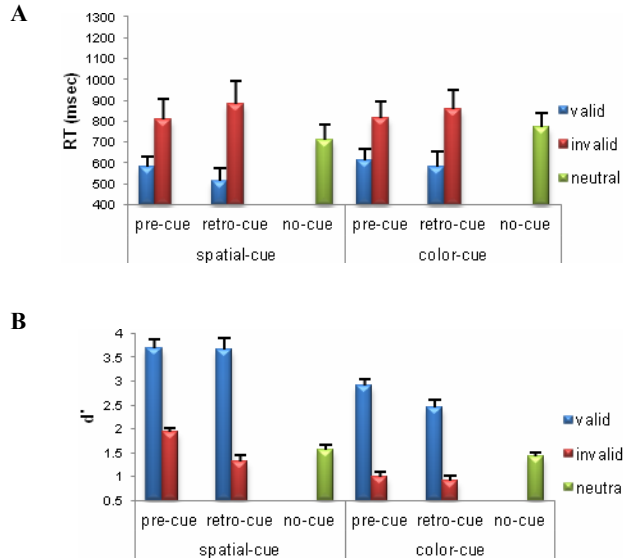 A
RT (msec)
1300
1200
1100
1000
900
800
700
600
500
400
pre-cue retro-cue no-cue pre-cue retro-cue no-cue
spatial-cue color-cue
valid
invalid
neutral
B
d'
4
3.5
3
2.5
2
1.5
1
0.5
pre-cue retro-cue no-cue pre-cue retro-cue no-cue
spatial-cue color-cue
valid
invalid
neutra